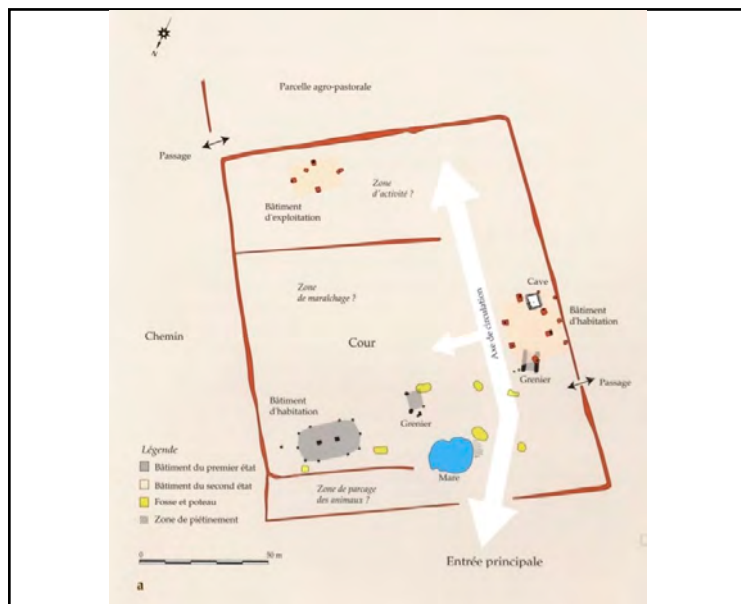 N
Parcelle agro-pastorale
Passage
Bâtiment
d'exploitation
Zone
d'activité ?
Zone
de maraîchage ?
Cave
Bâtiment
d'habitation
Axe de circulation
Chemin
Cour
Grenier
Passage
Bâtiment
d'habitation
Grenier
Mare
Légende
Bâtiment du premier état
Bâtiment du second état
Fosse et poteau
Zone de piétinement
Zone de parcage
des animaux ?
0
50 m
Entrée principale
a